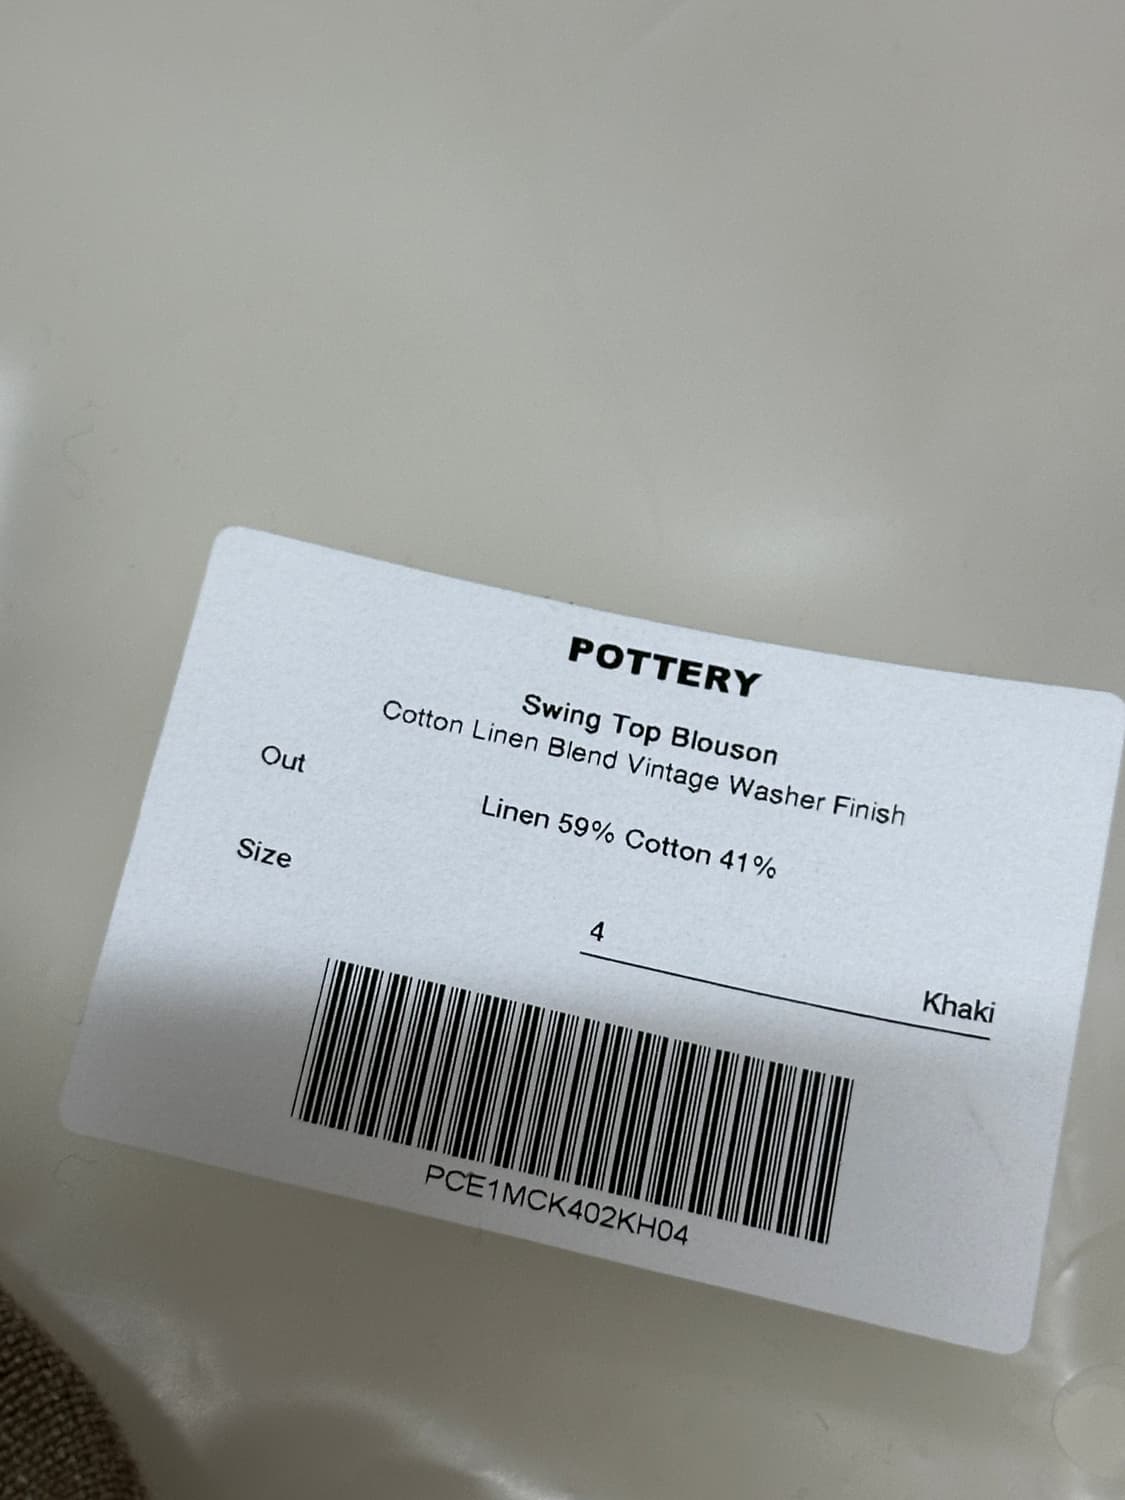 POTTERY
Swing Top Blouson
Cotton Linen Blend Vintage Washer Finish
Out
Linen 59% Cotton 41%
Size
4
Khaki
PCE1MCK402KH04